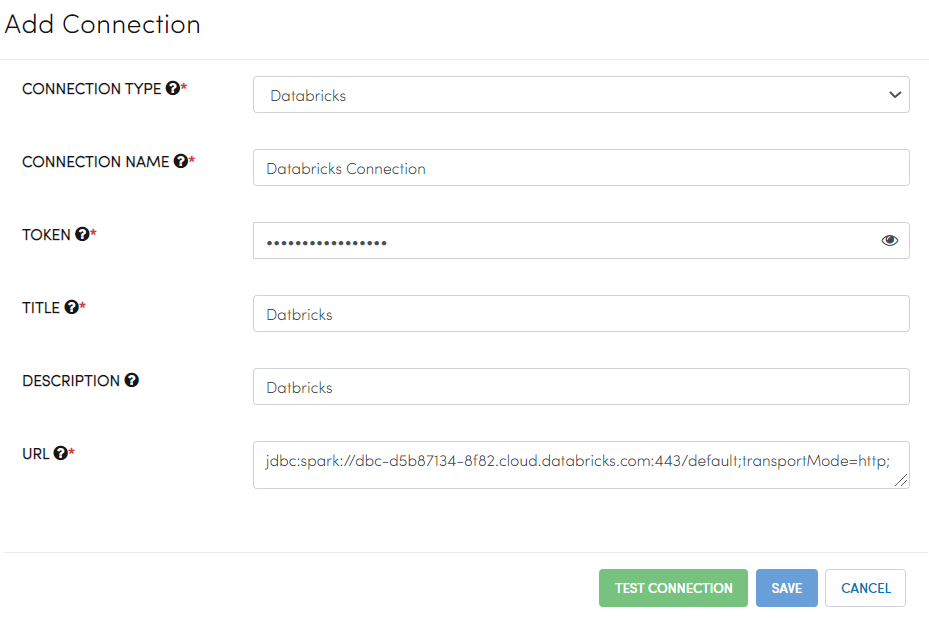 Add Connection
CONNECTION TYPE ?*
Databricks
CONNECTION NAME ?*
Databricks Connection
TOKEN ?*
•••••••••••••••••
TITLE ?*
Datbricks
DESCRIPTION ?
Datbricks
URL ?*
jdbc:spark://dbc-d5b87134-8f82.cloud.databricks.com:443/default;transportMode=http;
TEST CONNECTION
SAVE
CANCEL